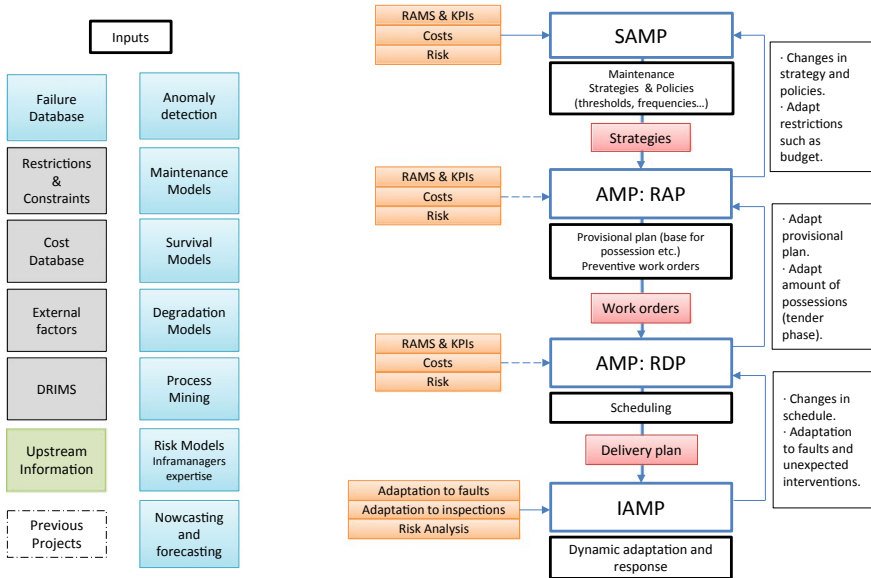 Inputs
Failure
Database
Anomaly
detection
Restrictions
&
Constraints
Maintenance
Models
Cost
Database
Survival
Models
External
factors
Degradation
Models
DRIMS
Process
Mining
Upstream
Information
Risk Models
Inframanagers
expertise
Previous
Projects
Nowcasting
and
forecasting
RAMS & KPIs
Costs
Risk
SAMP
Maintenance
Strategies & Policies
(thresholds, frequencies...)
Strategies
· Changes in
strategy and
policies.
· Adapt
restrictions
such as
budget.
RAMS & KPIs
Costs
Risk
AMP: RAP
Provisional plan (base for
possession etc.)
Preventive work orders
Work orders
· Adapt
provisional
plan.
· Adapt
amount of
possessions
(tender
phase).
RAMS & KPIs
Costs
Risk
AMP: RDP
Scheduling
Delivery plan
· Changes in
schedule.
· Adaptation
to faults and
unexpected
interventions.
Adaptation to faults
Adaptation to inspections
Risk Analysis
IAMP
Dynamic adaptation and
response